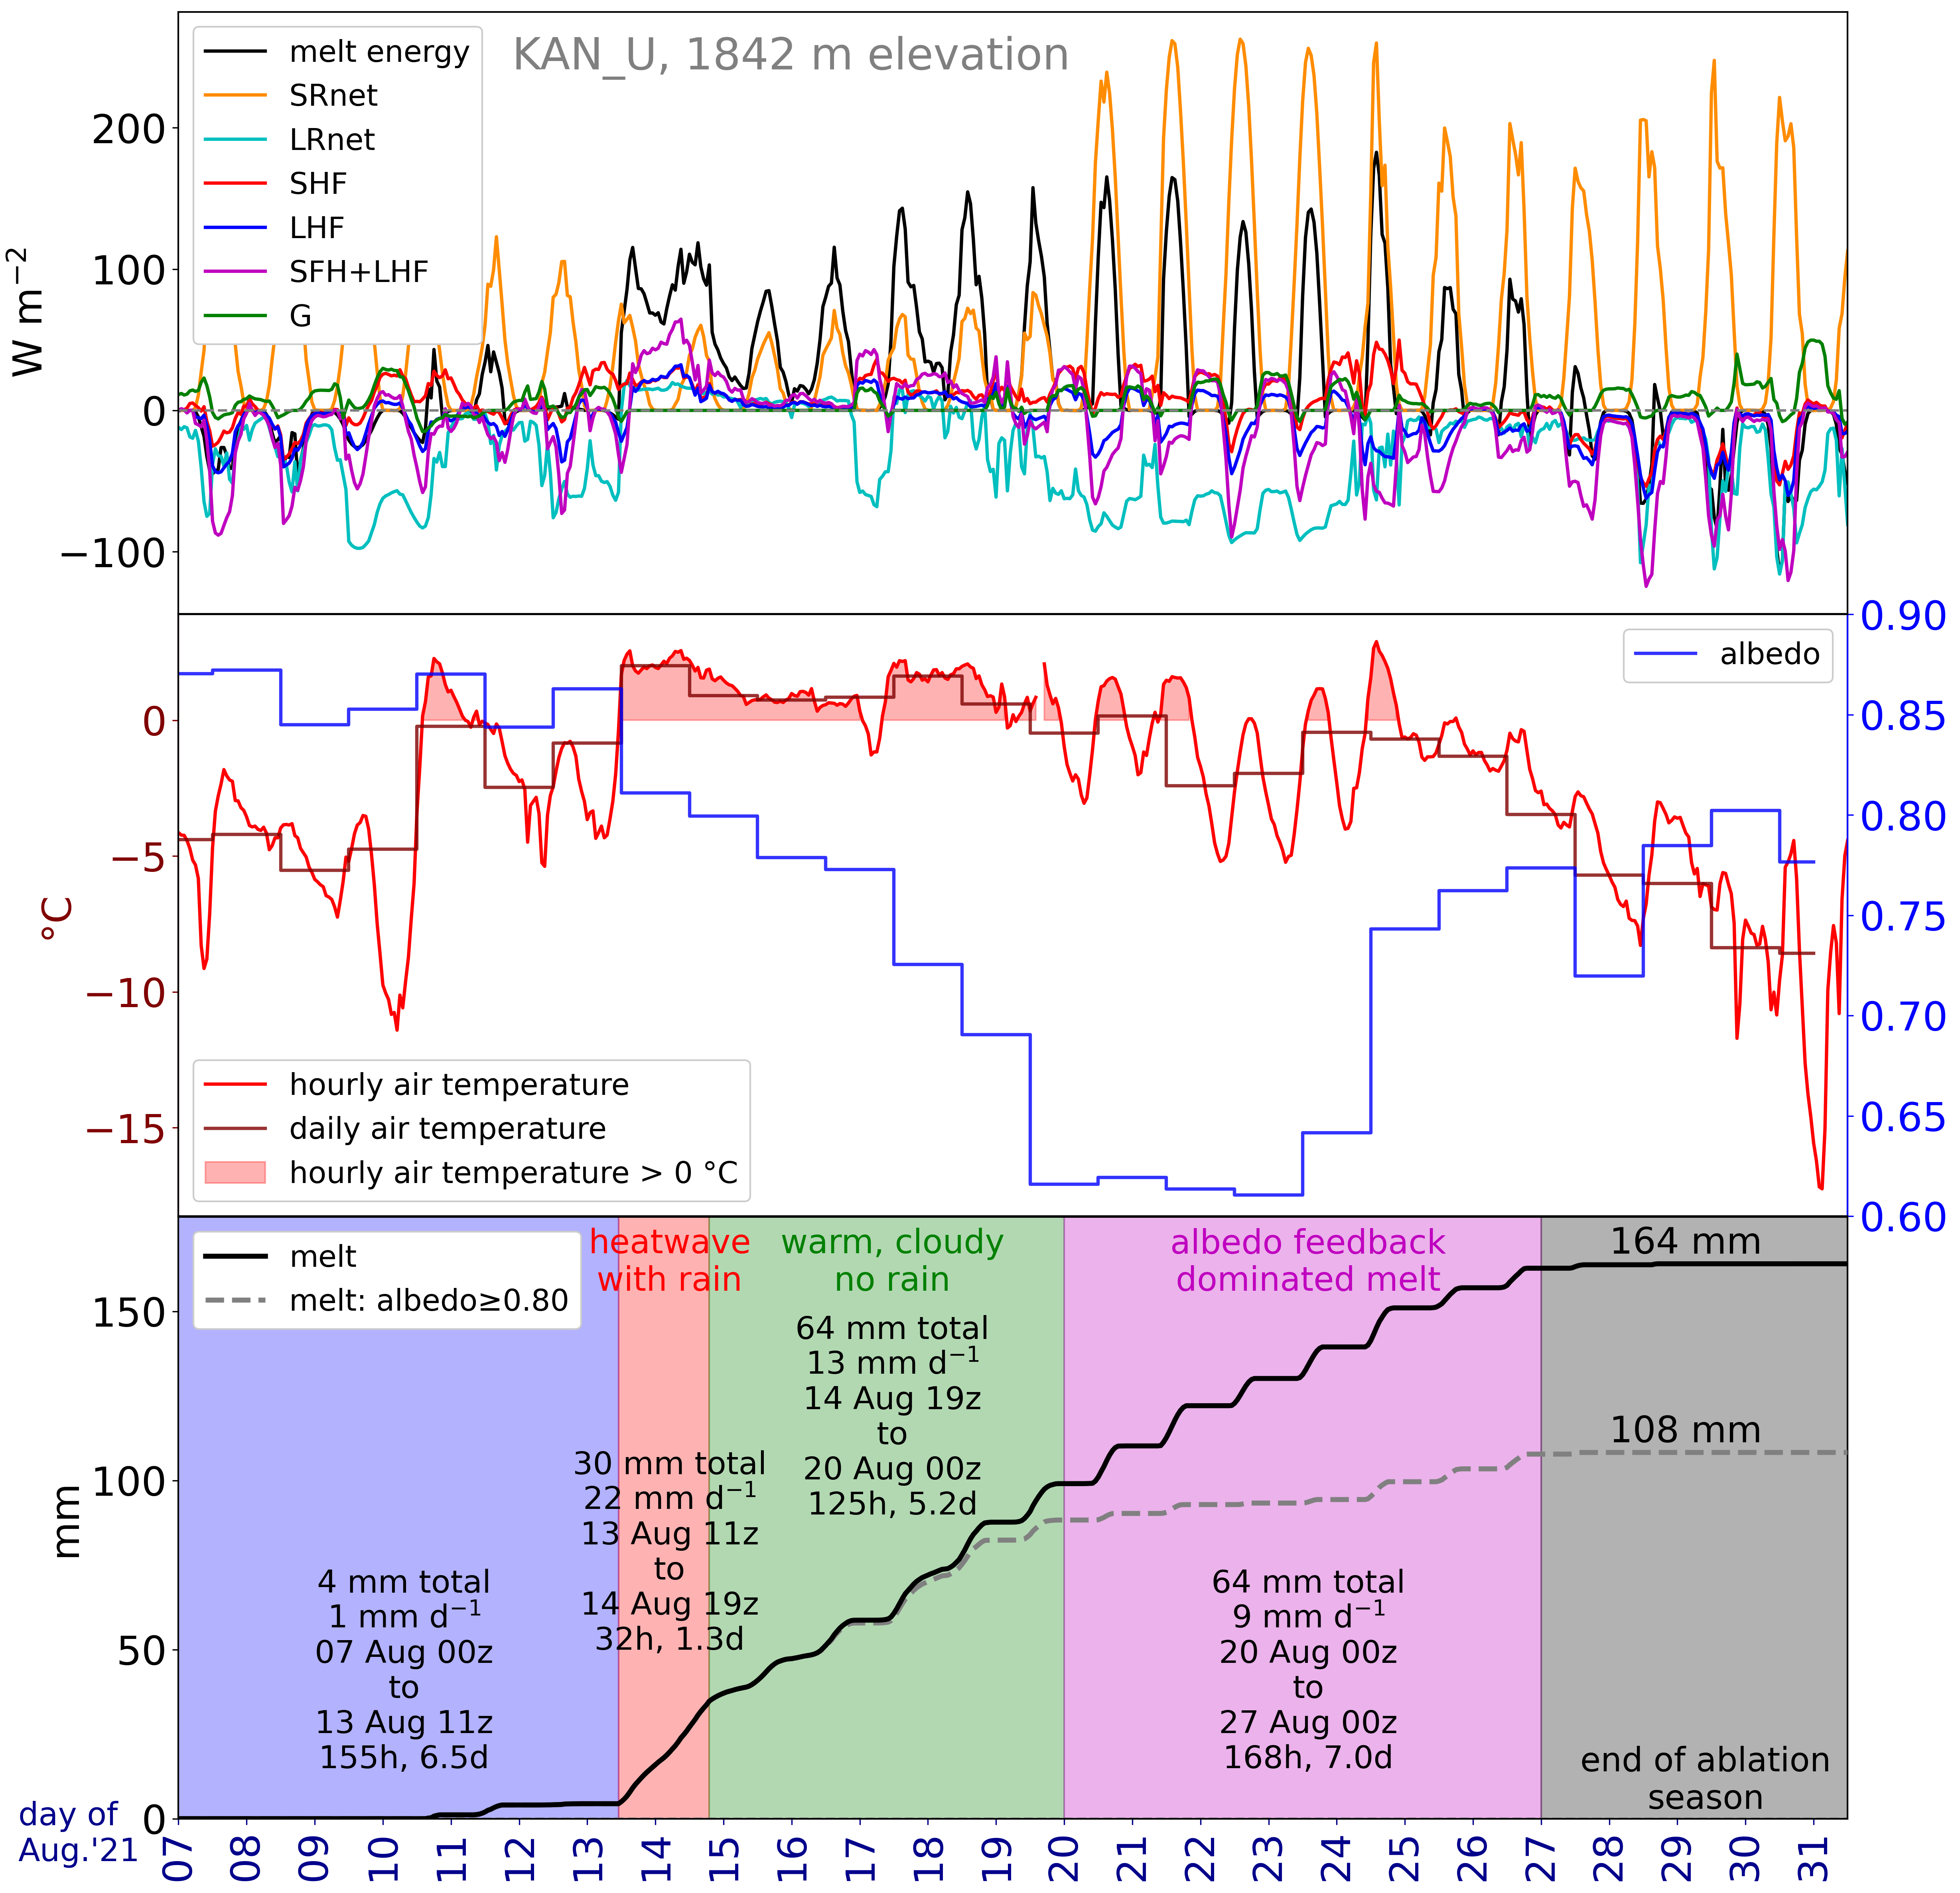 KAN_U, 1842 m elevation
melt energy
SRnet
LRnet
SHF
LHF
SFH+LHF
G
W m⁻²
200
100
0
−100
albedo
°C
0
−5
−10
−15
0.90
0.85
0.80
0.75
0.70
0.65
0.60
hourly air temperature
daily air temperature
hourly air temperature > 0 °C
melt
melt: albedo≥0.80
heatwave
with rain
warm, cloudy
no rain
albedo feedback
dominated melt
164 mm
108 mm
64 mm total
13 mm d⁻¹
14 Aug 19z
to
20 Aug 00z
125h, 5.2d
30 mm total
22 mm d⁻¹
13 Aug 11z
to
14 Aug 19z
32h, 1.3d
4 mm total
1 mm d⁻¹
07 Aug 00z
to
13 Aug 11z
155h, 6.5d
64 mm total
9 mm d⁻¹
20 Aug 00z
to
27 Aug 00z
168h, 7.0d
end of ablation
season
mm
150
100
50
0
day of
Aug.'21
07 08 09 10 11 12 13 14 15 16 17 18 19 20 21 22 23 24 25 26 27 28 29 30 31